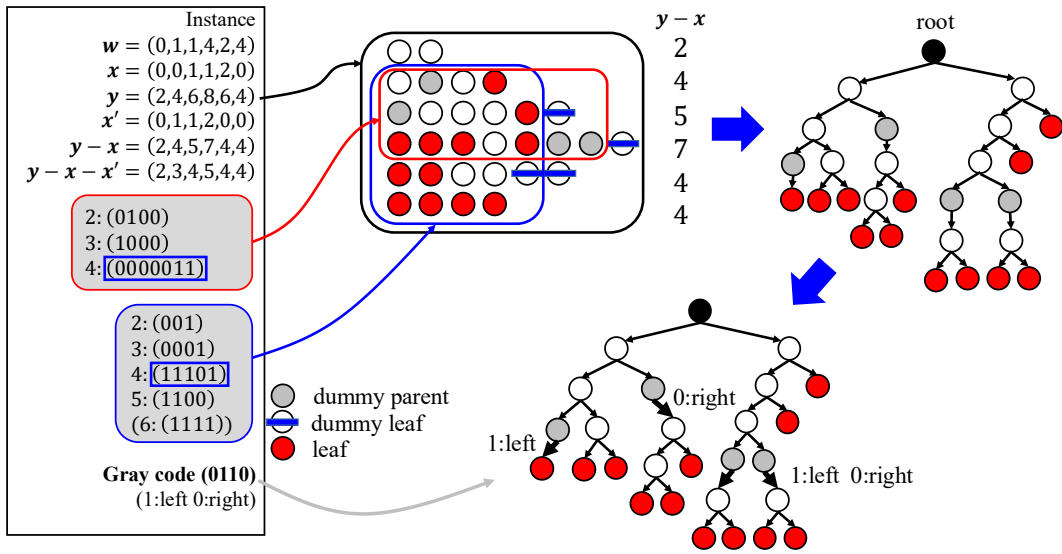 Instance
w = (0,1,1,4,2,4)
x = (0,0,1,1,2,0)
y = (2,4,6,8,6,4)
x′ = (0,1,1,2,0,0)
y − x = (2,4,5,7,4,4)
y − x − x′ = (2,3,4,5,4,4)
2: (0100)
3: (1000)
4: (0000011)
2: (001)
3: (0001)
4: (11101)
5: (1100)
(6: (1111))
Gray code (0110)
(1:left 0:right)
y − x
2
4
5
7
4
4
root
dummy parent
dummy leaf
leaf
0:right
1:left
1:left 0:right